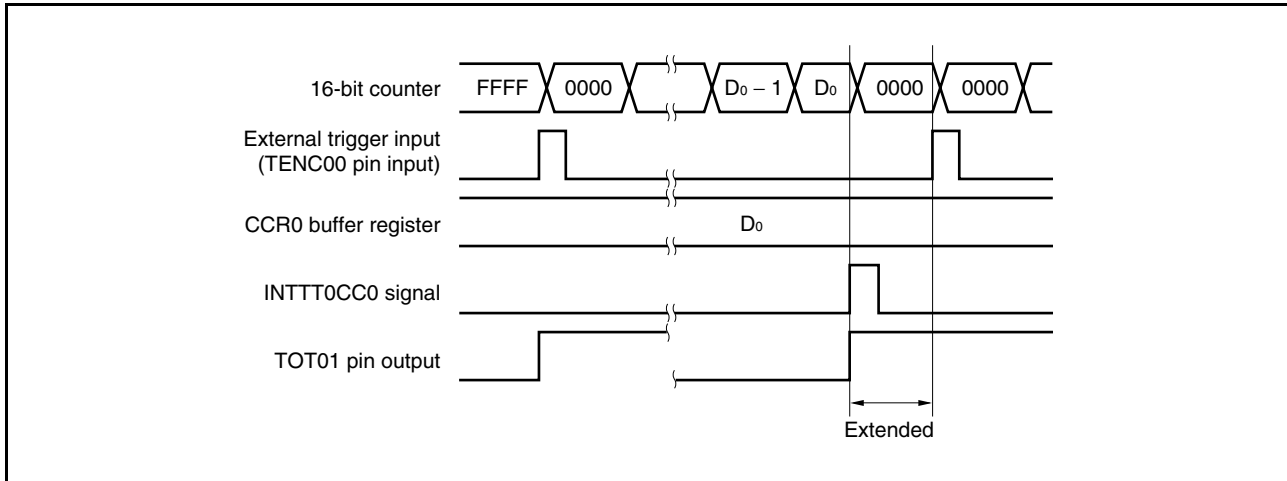 16-bit counter FFFF 0000 D₀ − 1 D₀ 0000 0000
External trigger input
(TENC00 pin input)
CCR0 buffer register D₀
INTTT0CC0 signal
TOT01 pin output
Extended